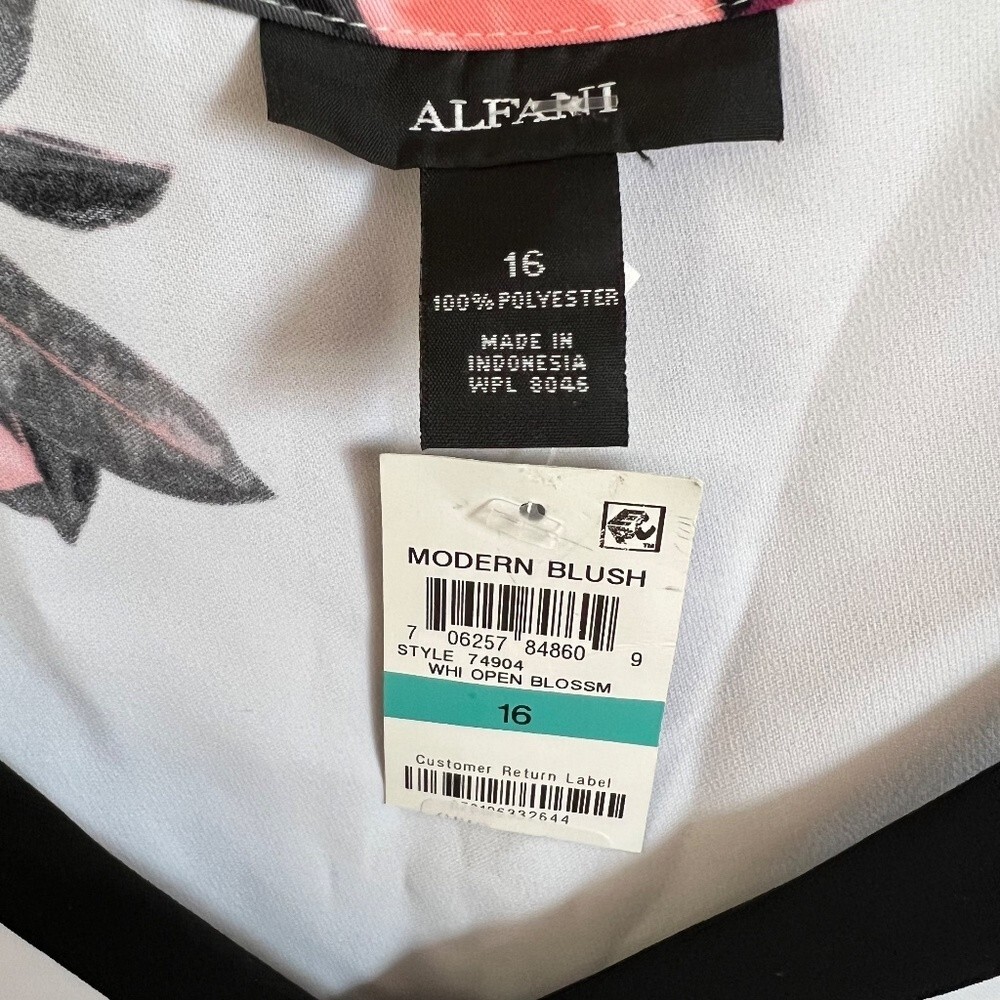 ALFANI
16
100% POLYESTER
MADE IN
INDONESIA
WPL 8046
MODERN BLUSH
7 06257 84860 9
STYLE 74904
WHI OPEN BLOSSM
16
Customer Return Label